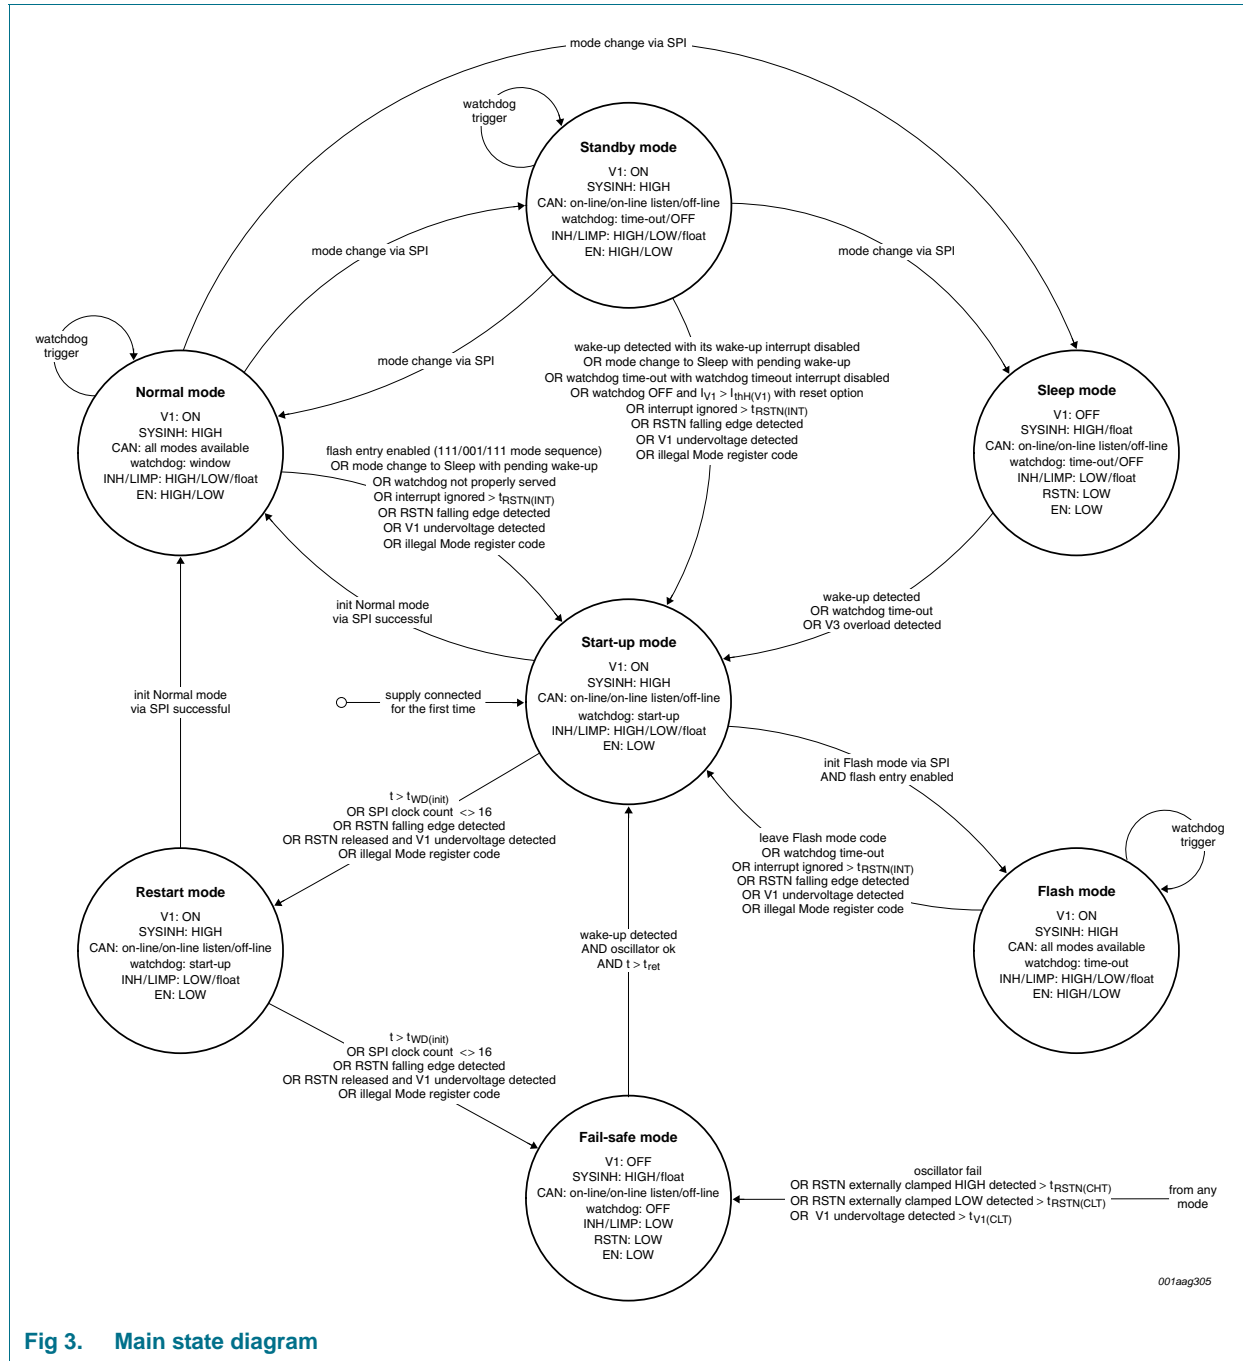 mode change via SPI
watchdog
trigger
Standby mode
V1: ON
SYSINH: HIGH
CAN: on-line/on-line listen/off-line
watchdog: time-out/OFF
INH/LIMP: HIGH/LOW/float
EN: HIGH/LOW
mode change via SPI
mode change via SPI
mode change via SPI
watchdog
trigger
Normal mode
V1: ON
SYSINH: HIGH
CAN: all modes available
watchdog: window
INH/LIMP: HIGH/LOW/float
EN: HIGH/LOW
wake-up detected with its wake-up interrupt disabled
OR mode change to Sleep with pending wake-up
OR watchdog time-out with watchdog timeout interrupt disabled
OR watchdog OFF and IV1 > IthH(V1) with reset option
OR interrupt ignored > tRSTN(INT)
OR RSTN falling edge detected
OR V1 undervoltage detected
OR illegal Mode register code
Sleep mode
V1: OFF
SYSINH: HIGH/float
CAN: on-line/on-line listen/off-line
watchdog: time-out/OFF
INH/LIMP: LOW/float
RSTN: LOW
EN: LOW
flash entry enabled (111/001/111 mode sequence)
OR mode change to Sleep with pending wake-up
OR watchdog not properly served
OR interrupt ignored > tRSTN(INT)
OR RSTN falling edge detected
OR V1 undervoltage detected
OR illegal Mode register code
init Normal mode
via SPI successful
wake-up detected
OR watchdog time-out
OR V3 overload detected
Start-up mode
V1: ON
SYSINH: HIGH
CAN: on-line/on-line listen/off-line
watchdog: start-up
INH/LIMP: HIGH/LOW/float
EN: LOW
init Normal mode
via SPI successful
supply connected
for the first time
init Flash mode via SPI
AND flash entry enabled
t > tWD(init)
OR SPI clock count <> 16
OR RSTN falling edge detected
OR RSTN released and V1 undervoltage detected
OR illegal Mode register code
leave Flash mode code
OR watchdog time-out
OR interrupt ignored > tRSTN(INT)
OR RSTN falling edge detected
OR V1 undervoltage detected
OR illegal Mode register code
watchdog
trigger
Restart mode
V1: ON
SYSINH: HIGH
CAN: on-line/on-line listen/off-line
watchdog: start-up
INH/LIMP: LOW/float
EN: LOW
Flash mode
V1: ON
SYSINH: HIGH
CAN: all modes available
watchdog: time-out
INH/LIMP: HIGH/LOW/float
EN: HIGH/LOW
wake-up detected
AND oscillator ok
AND t > tret
t > tWD(init)
OR SPI clock count <> 16
OR RSTN falling edge detected
OR RSTN released and V1 undervoltage detected
OR illegal Mode register code
Fail-safe mode
V1: OFF
SYSINH: HIGH/float
CAN: on-line/on-line listen/off-line
watchdog: OFF
INH/LIMP: LOW
RSTN: LOW
EN: LOW
oscillator fail
OR RSTN externally clamped HIGH detected > tRSTN(CHT)
OR RSTN externally clamped LOW detected > tRSTN(CLT)
OR V1 undervoltage detected > tV1(CLT)
from any
mode
001aag305
Fig 3. Main state diagram